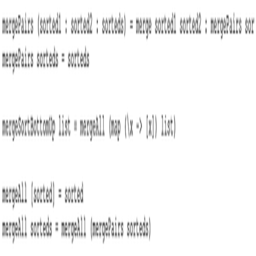 mergePairs (sorted1 : sorted2 : sorteds) = merge sorted1 sorted2 : mergePairs sor
mergePairs sorteds = sorteds
mergeSortBottomUp list = mergeAll (map (\x -> [x]) list)
mergeAll [sorted] = sorted
mergeAll sorteds = mergeAll (mergePairs sorteds)